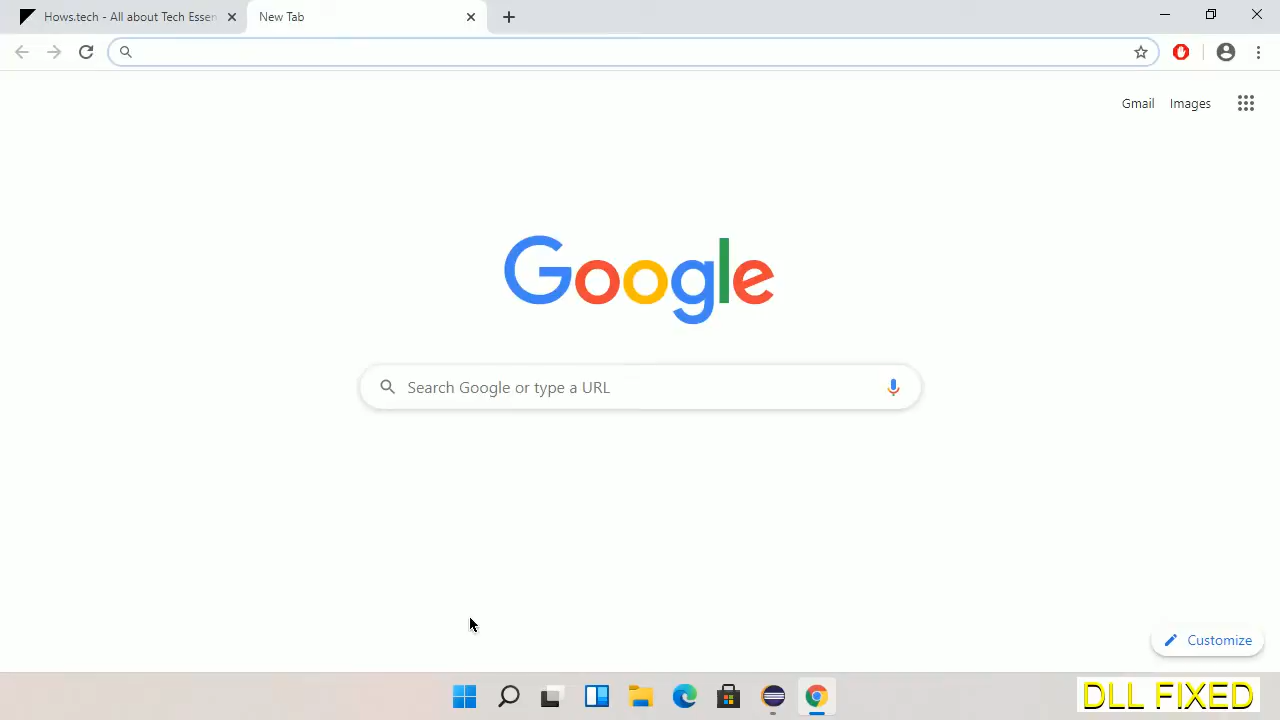 Hows.tech - All about Tech Essen
New Tab
Gmail Images
Google
Search Google or type a URL
Customize
DLL FIXED